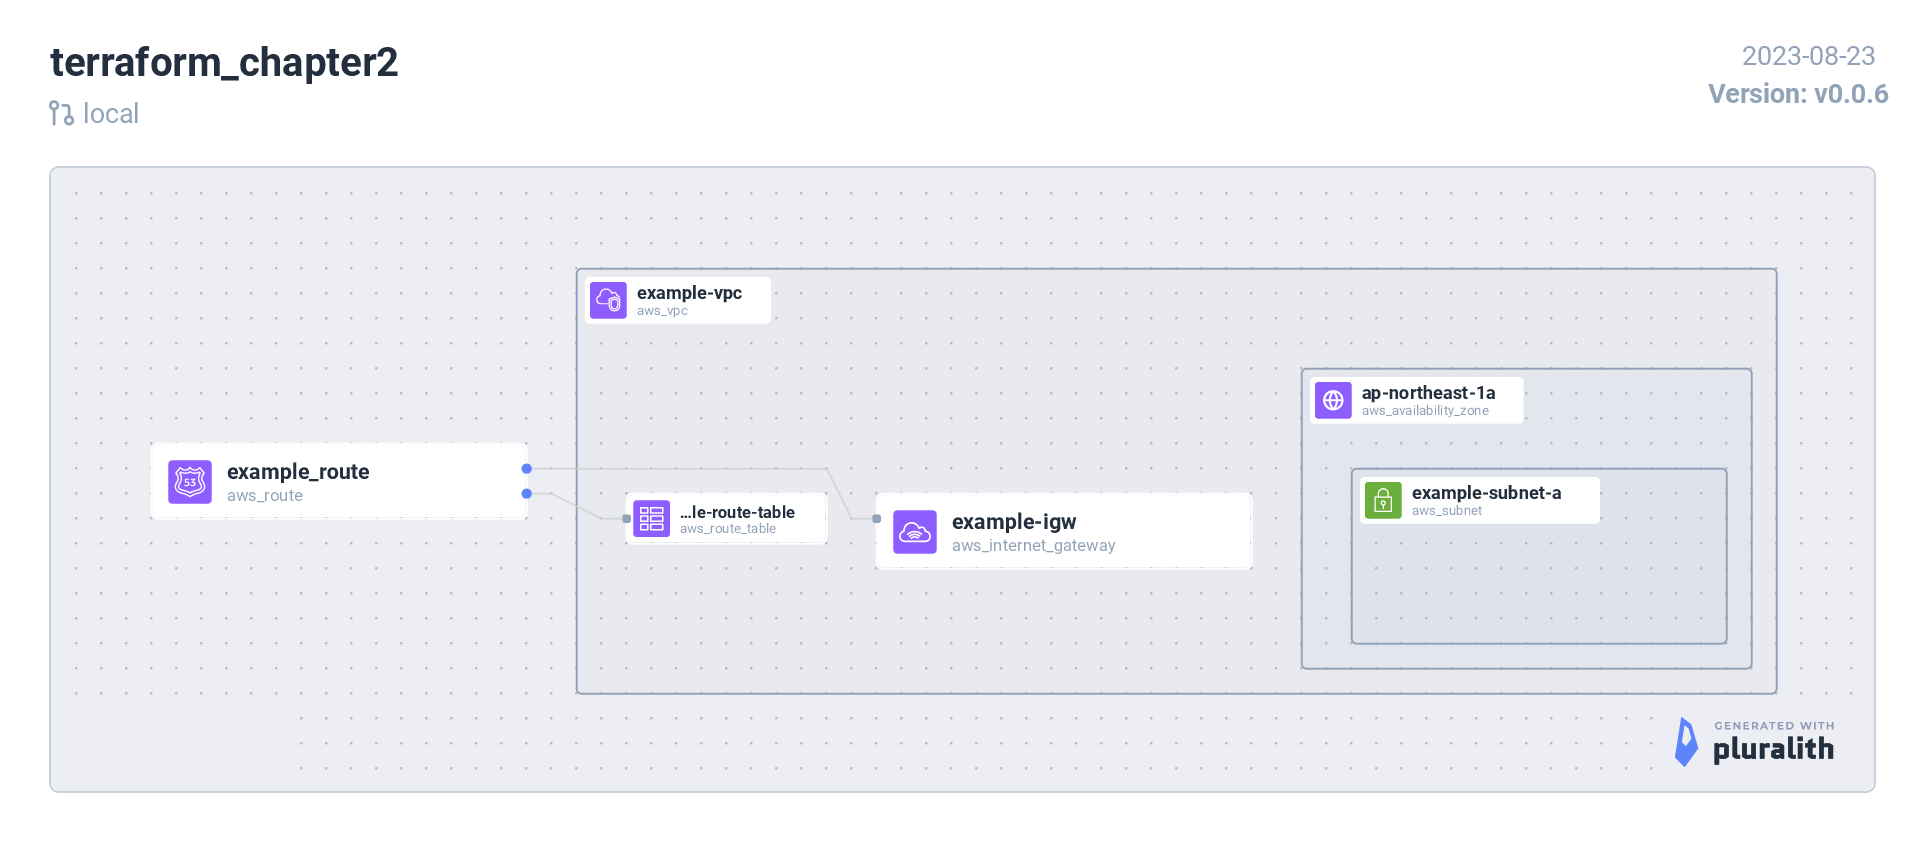 terraform_chapter2
2023-08-23
local
Version: v0.0.6
example-vpc
aws_vpc
ap-northeast-1a
aws_availability_zone
example_route
aws_route
53
...le-route-table
aws_route_table
example-igw
aws_internet_gateway
example-subnet-a
aws_subnet
GENERATED WITH
pluralith